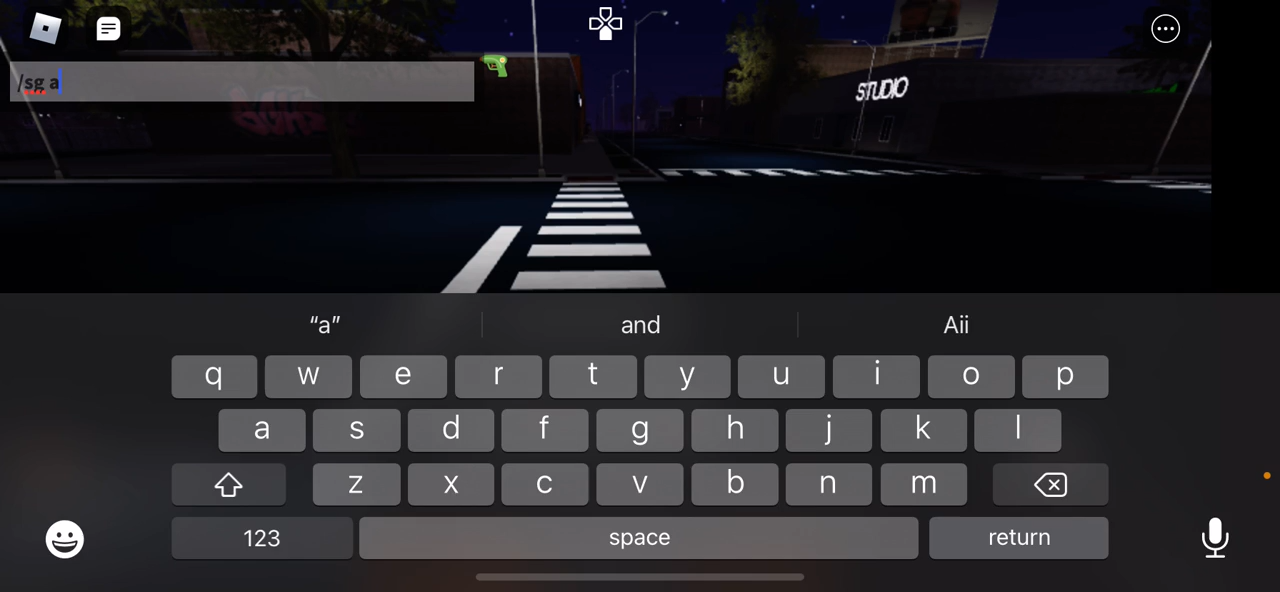 /sg a
STUDIO
“a” and Aii
q w e r t y u i o p
a s d f g h j k l
z x c v b n m
123 space return